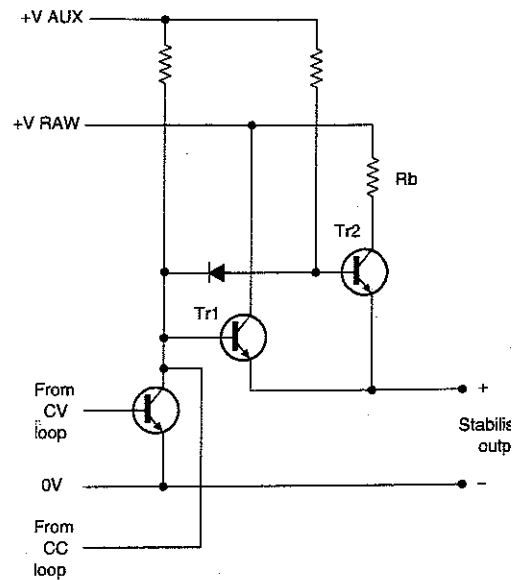 +V AUX
+V RAW
Rb
Tr2
Tr1
From
CV
loop
+
Stabilis
outp
0V
−
From
CC
loop